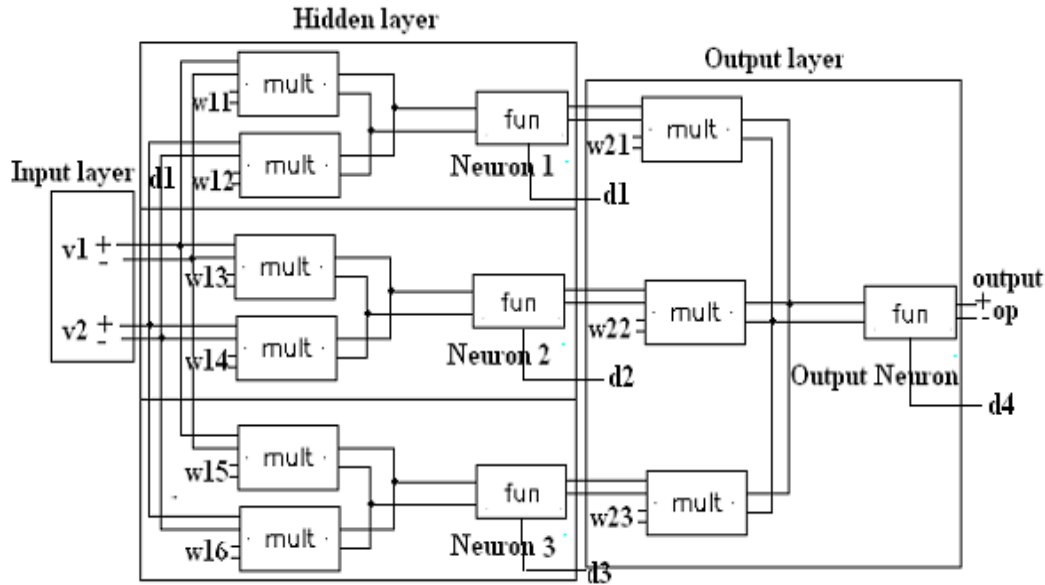 Hidden layer
Output layer
Input layer
mult
w11
mult
w12
d1
fun
Neuron 1
d1
mult
w21
v1 + -
v2 + -
mult
w13
mult
w14
fun
Neuron 2
d2
mult
w22
fun
Output Neuron
output
+ - op
d4
mult
w15
mult
w16
fun
Neuron 3
d3
mult
w23